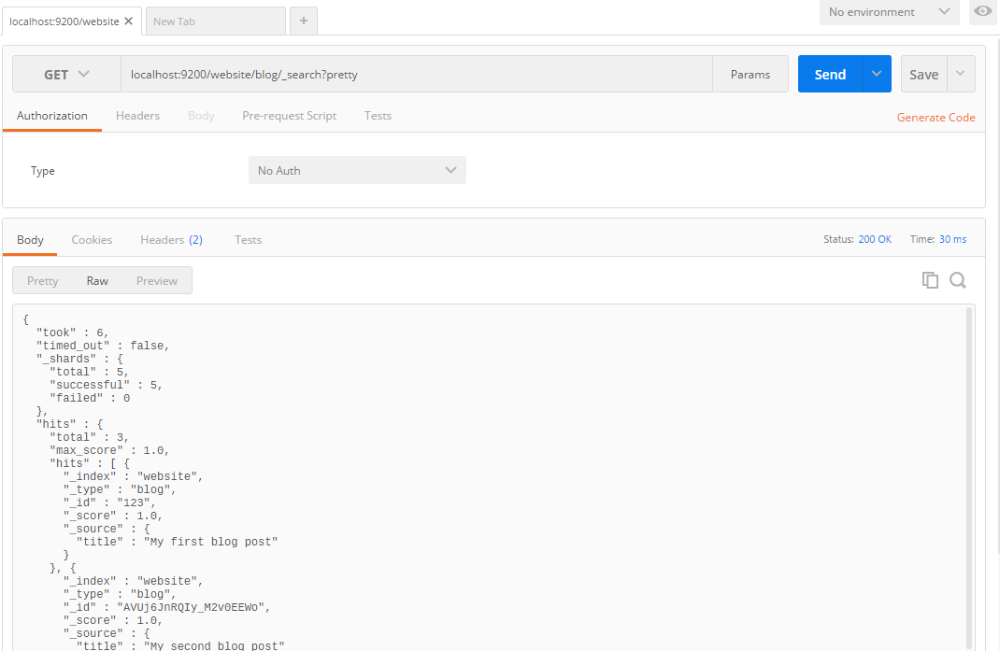 localhost:9200/website
New Tab
No environment
GET
localhost:9200/website/blog/_search?pretty
Params
Send
Save
Authorization
Headers
Body
Pre-request Script
Tests
Generate Code
Type
No Auth
Body
Cookies
Headers (2)
Tests
Status: 200 OK
Time: 30 ms
Pretty
Raw
Preview
{
  "took" : 6,
  "timed_out" : false,
  "_shards" : {
    "total" : 5,
    "successful" : 5,
    "failed" : 0
  },
  "hits" : {
    "total" : 3,
    "max_score" : 1.0,
    "hits" : [ {
      "_index" : "website",
      "_type" : "blog",
      "_id" : "123",
      "_score" : 1.0,
      "_source" : {
        "title" : "My first blog post"
      }
    }, {
      "_index" : "website",
      "_type" : "blog",
      "_id" : "AVUj6JnRQIy_M2v0EEWo",
      "_score" : 1.0,
      "_source" : {
        "title" : "My second blog post"